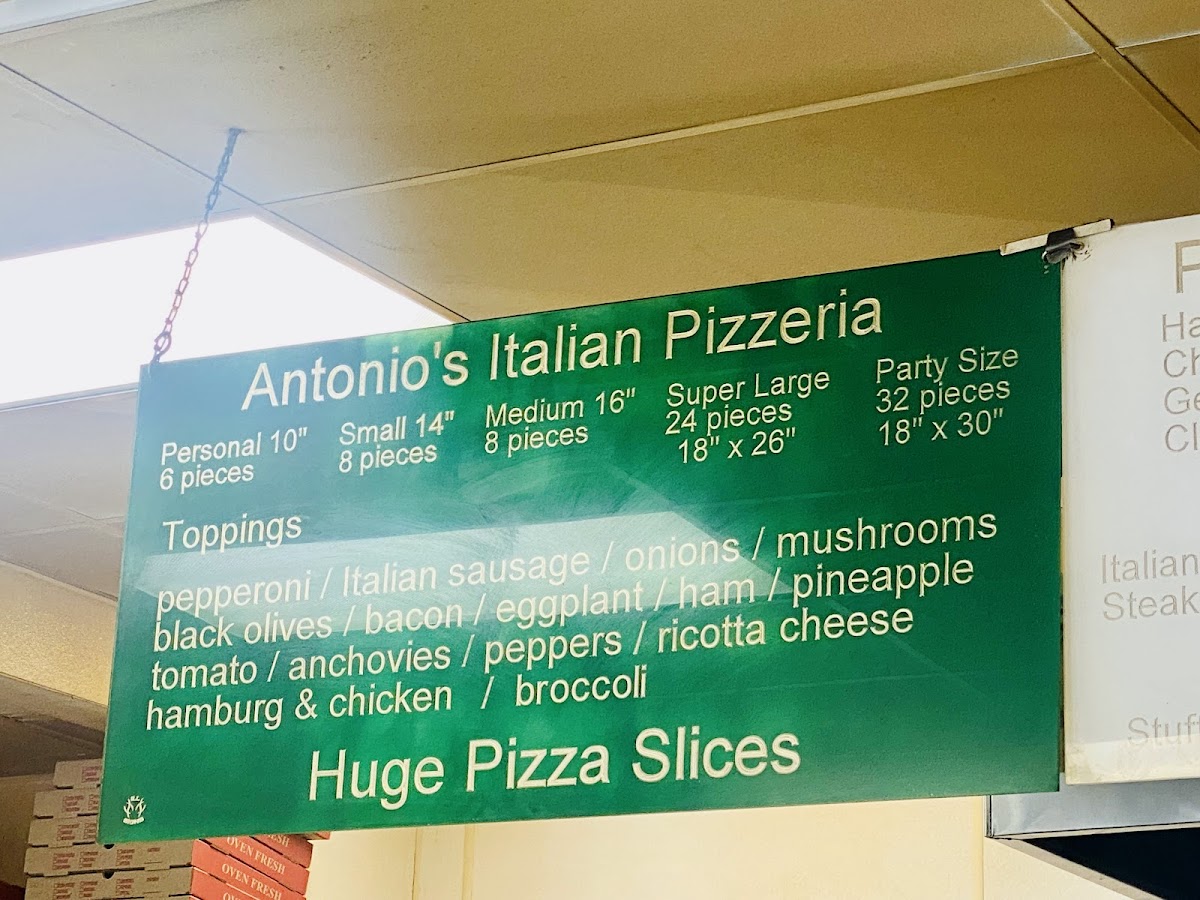 Antonio's Italian Pizzeria
Personal 10"
6 pieces
Small 14"
8 pieces
Medium 16"
8 pieces
Super Large
24 pieces
18" x 26"
Party Size
32 pieces
18" x 30"
Toppings
pepperoni / Italian sausage / onions / mushrooms
black olives / bacon / eggplant / ham / pineapple
tomato / anchovies / peppers / ricotta cheese
hamburg & chicken / broccoli
Huge Pizza Slices
Italian
Steak
OVEN FRESH
OVEN FRESH